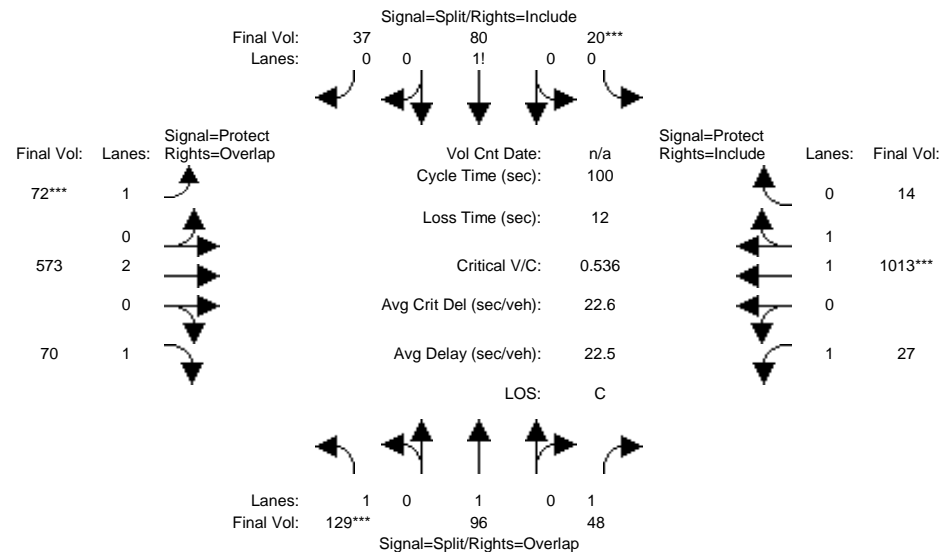 Signal=Split/Rights=Include
Final Vol: 37 80 20***
Lanes: 0 0 1! 0 0
Signal=Protect Signal=Protect
Final Vol: Lanes: Rights=Overlap Vol Cnt Date: n/a Rights=Include Lanes: Final Vol:
Cycle Time (sec): 100
72*** 1 0 14
Loss Time (sec): 12
0 1
573 2 Critical V/C: 0.536 1 1013***
0 Avg Crit Del (sec/veh): 22.6 0
70 1 Avg Delay (sec/veh): 22.5 1 27
LOS: C
Lanes: 1 0 1 0 1
Final Vol: 129*** 96 48
Signal=Split/Rights=Overlap